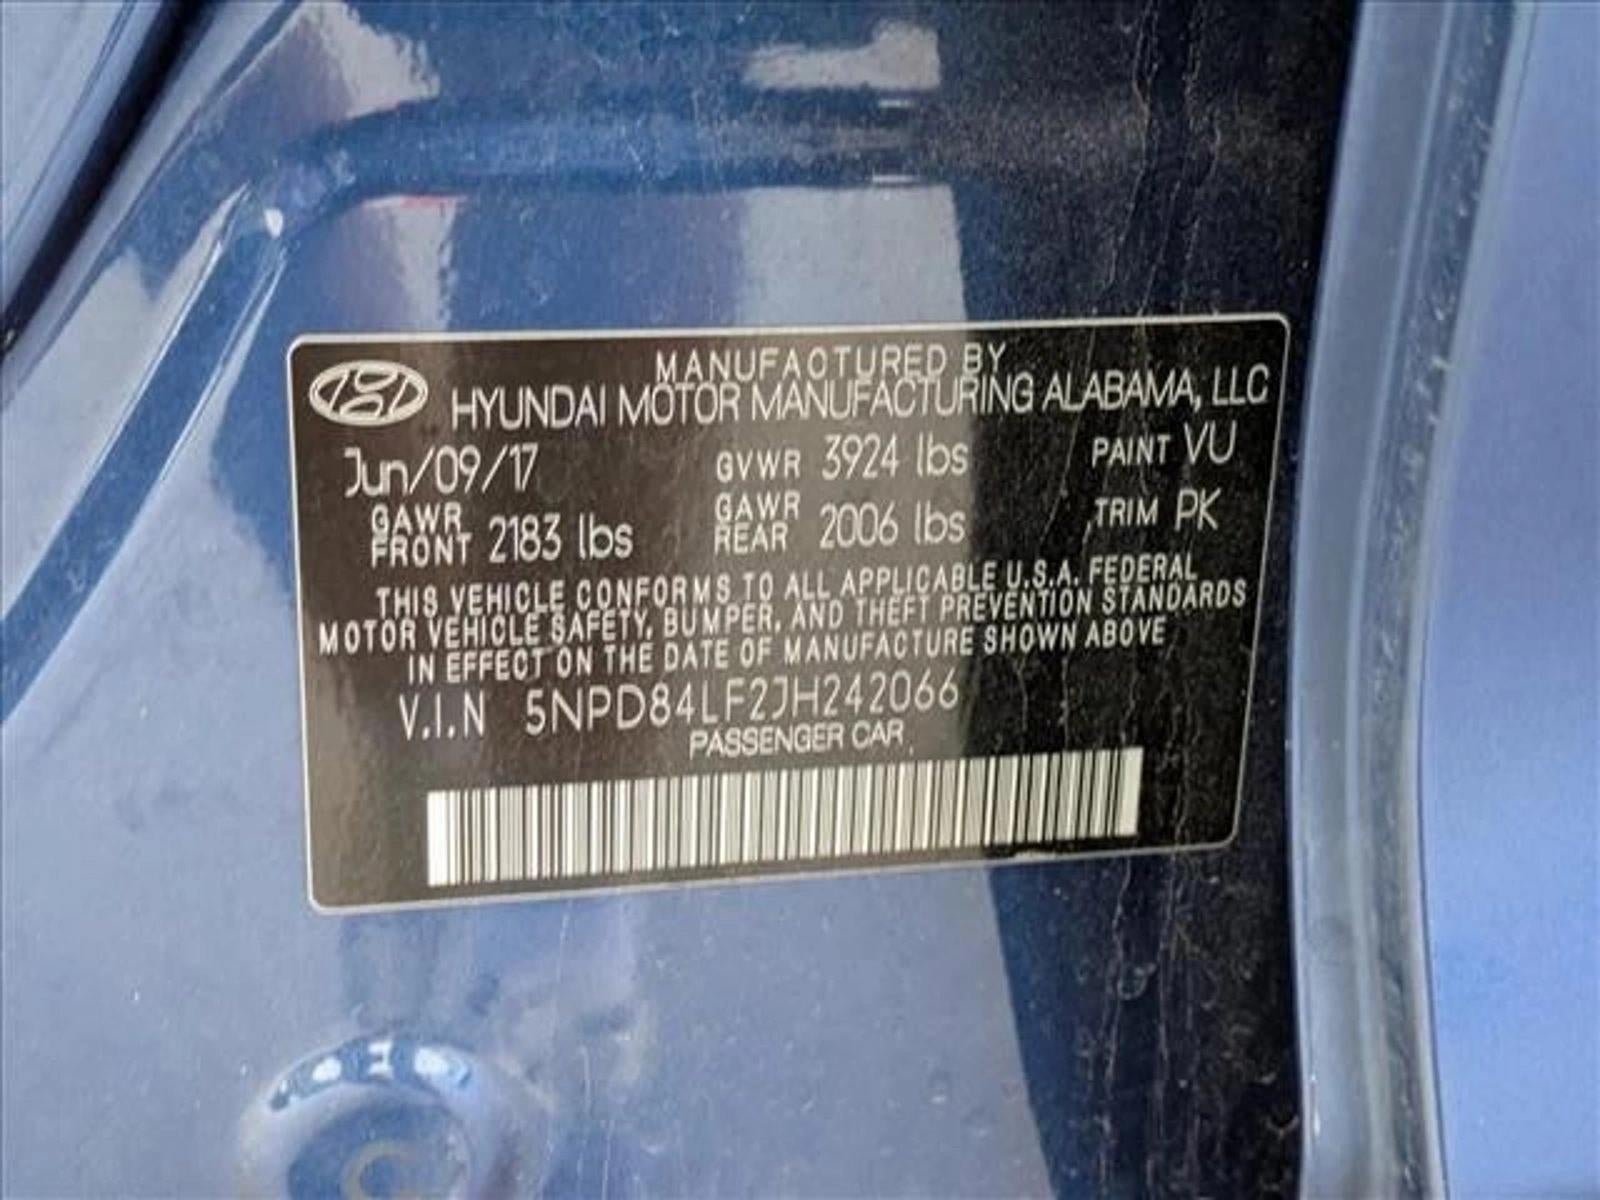 MANUFACTURED BY
HYUNDAI MOTOR MANUFACTURING ALABAMA, LLC
Jun/09/17 GVWR 3924 lbs PAINT VU
GAWR FRONT 2183 lbs GAWR REAR 2006 lbs TRIM PK
THIS VEHICLE CONFORMS TO ALL APPLICABLE U.S.A. FEDERAL
MOTOR VEHICLE SAFETY, BUMPER, AND THEFT PREVENTION STANDARDS
IN EFFECT ON THE DATE OF MANUFACTURE SHOWN ABOVE
V.I.N 5NPD84LF2JH242066
PASSENGER CAR